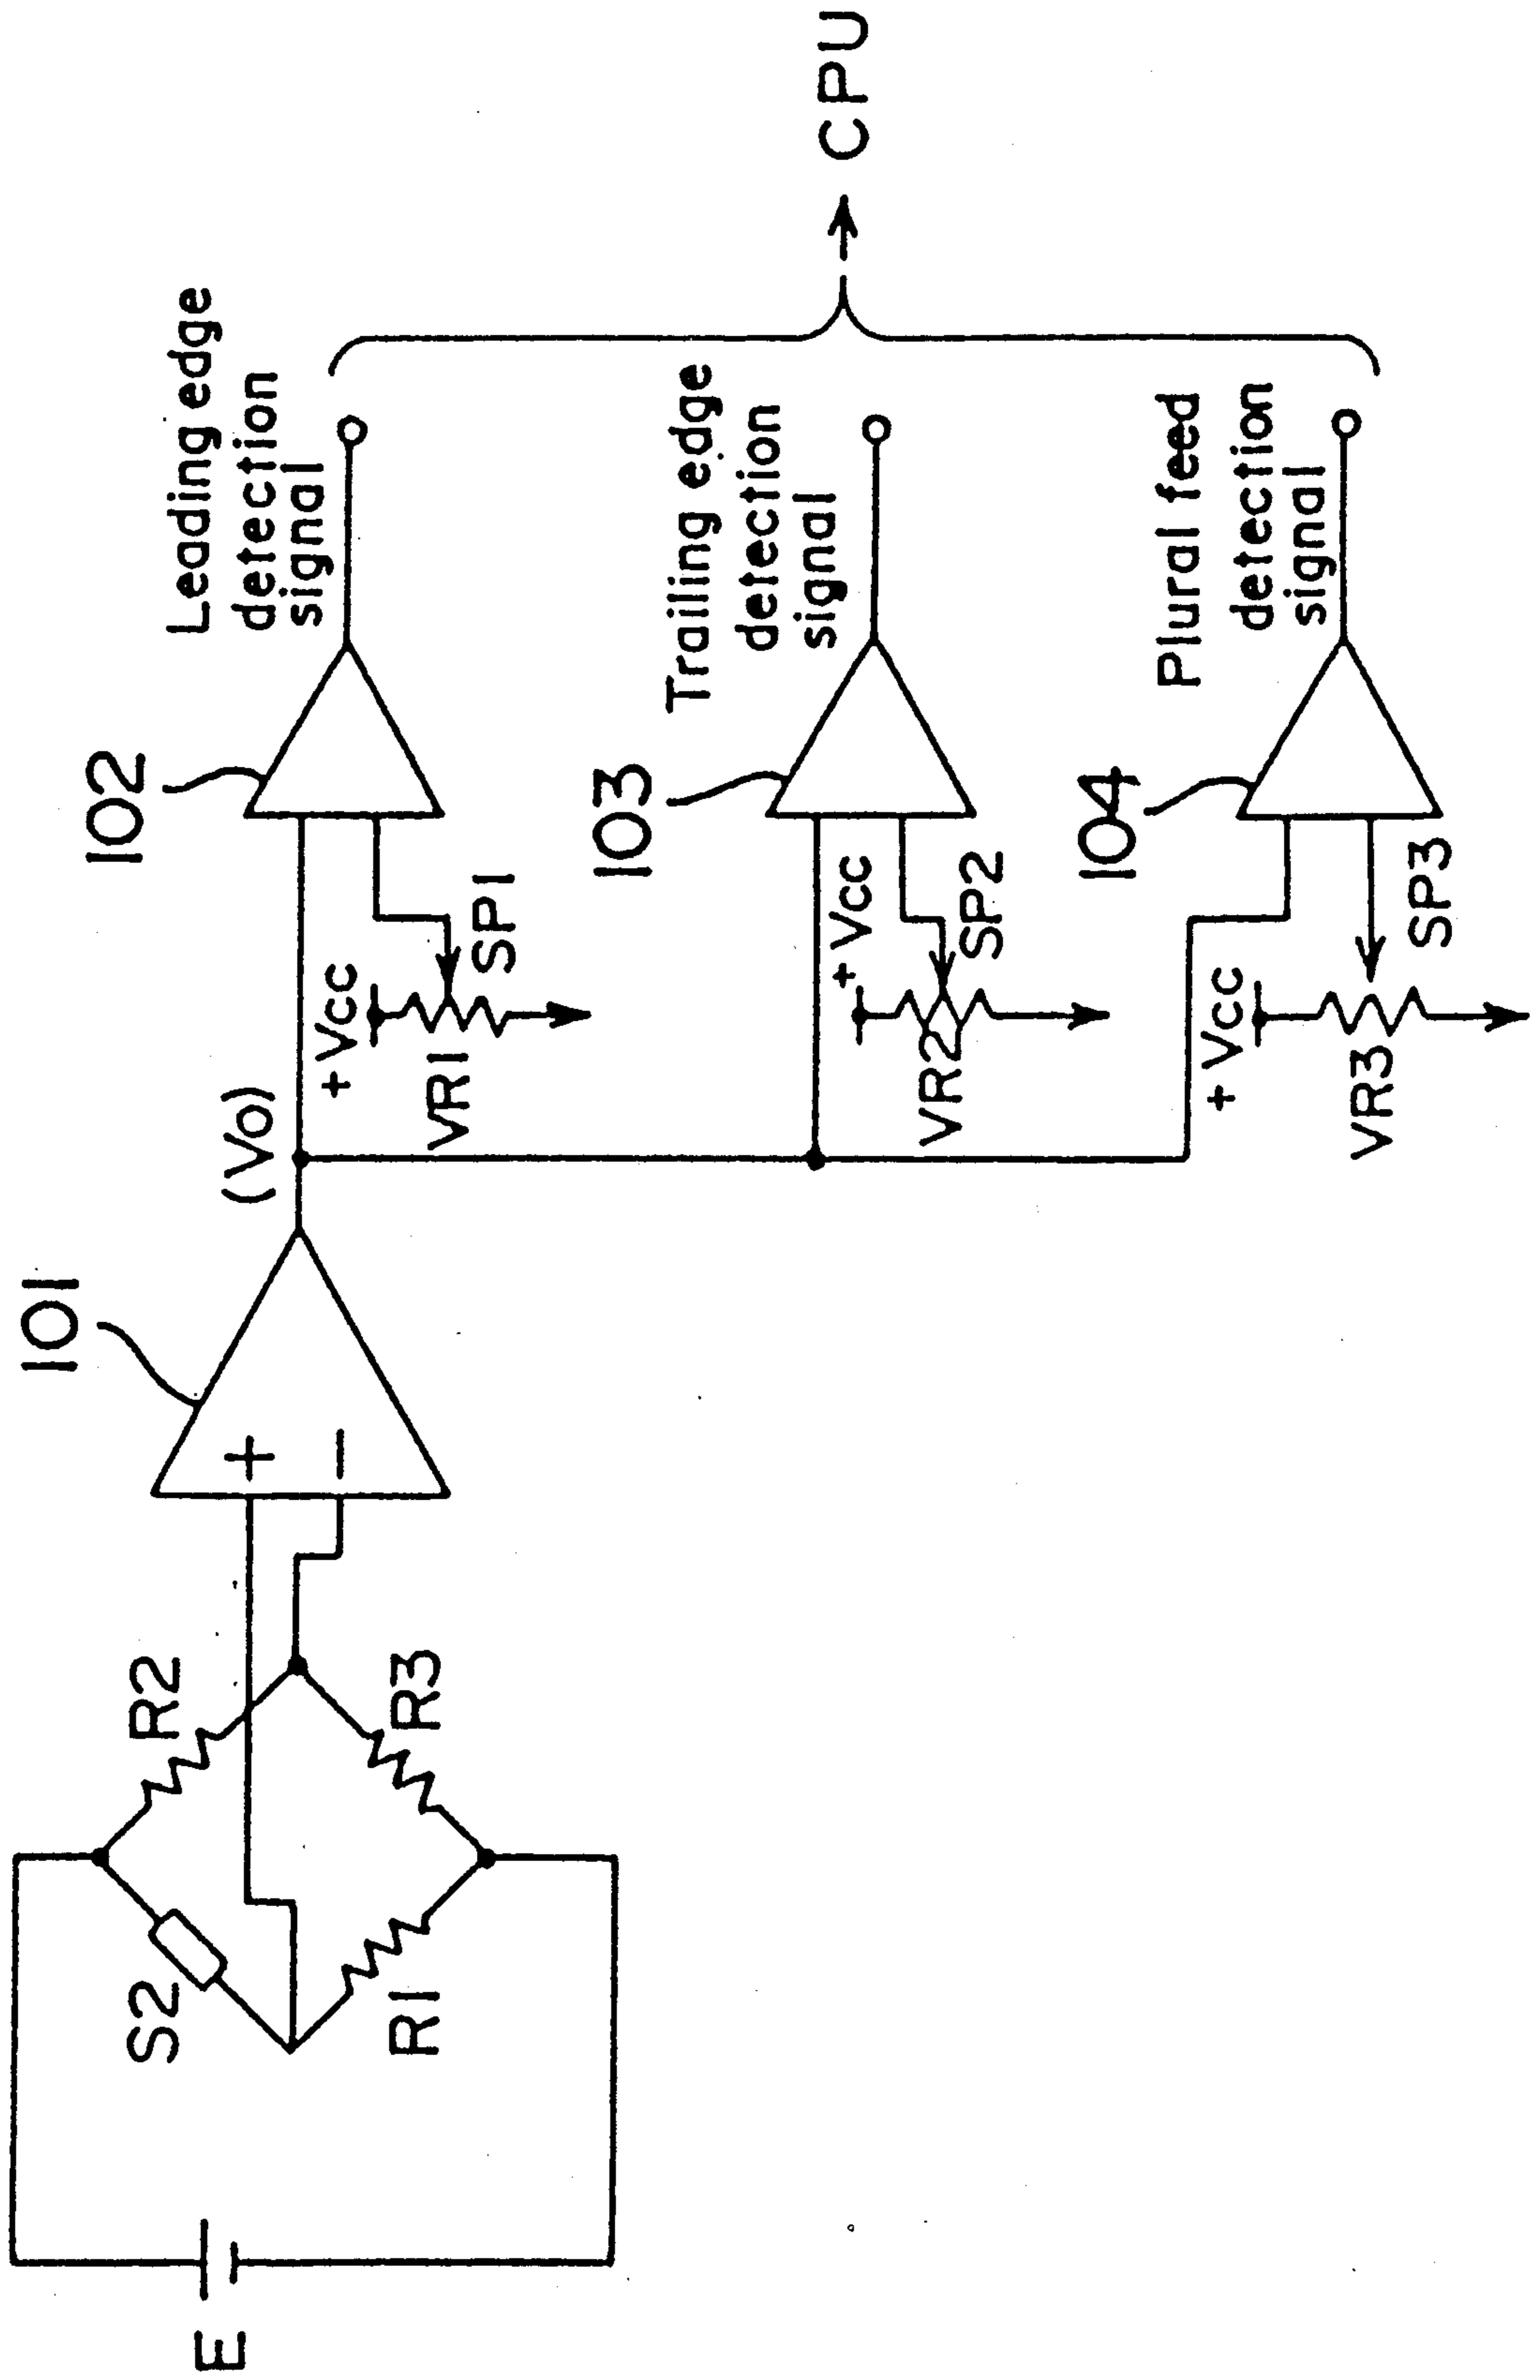 E
S2
R2
R1
R3
101
+
−
(Vo)
102
+Vcc
VR1
SP1
Leading edge
detection
signal
103
+Vcc
VR2
SP2
Trailing edge
detection
signal
104
+Vcc
VR3
SP3
Plural feed
detection
signal
CPU